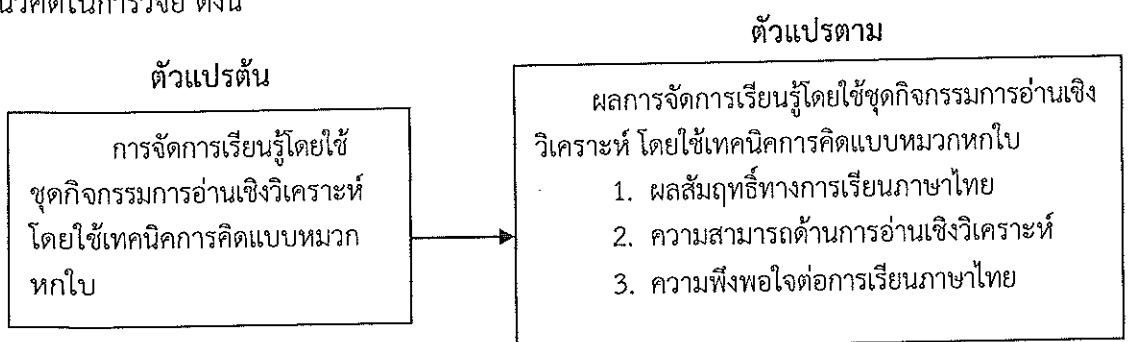 นวคิดในการวิจัย ดังนี้
ตัวแปรต้น
การจัดการเรียนรู้โดยใช้
ชุดกิจกรรมการอ่านเชิงวิเคราะห์
โดยใช้เทคนิคการคิดแบบหมวก
หกใบ
ตัวแปรตาม
ผลการจัดการเรียนรู้โดยใช้ชุดกิจกรรมการอ่านเชิง
วิเคราะห์ โดยใช้เทคนิคการคิดแบบหมวกหกใบ
1. ผลสัมฤทธิ์ทางการเรียนภาษาไทย
2. ความสามารถด้านการอ่านเชิงวิเคราะห์
3. ความพึงพอใจต่อการเรียนภาษาไทย